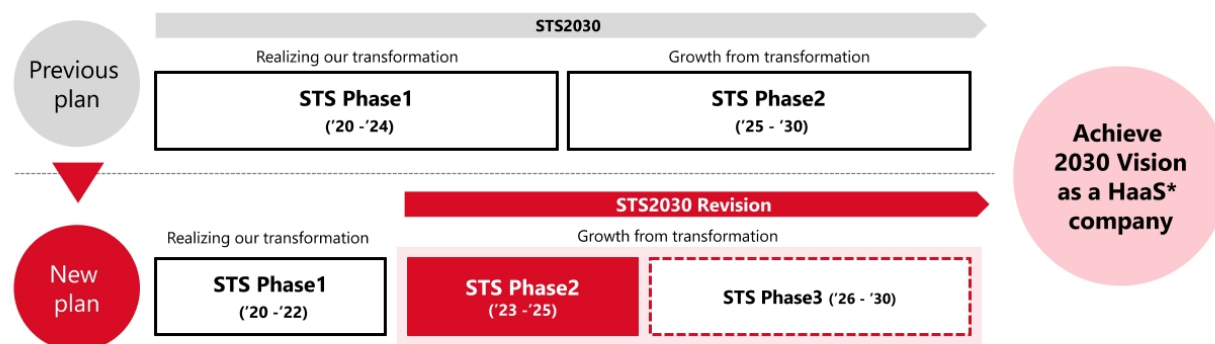 STS2030
Previous
plan
Realizing our transformation
Growth from transformation
STS Phase1
('20 -'24)
STS Phase2
('25 - '30)
Achieve
2030 Vision
as a HaaS*
company
STS2030 Revision
New
plan
Realizing our transformation
Growth from transformation
STS Phase1
('20 -'22)
STS Phase2
('23 -'25)
STS Phase3 ('26 - '30)